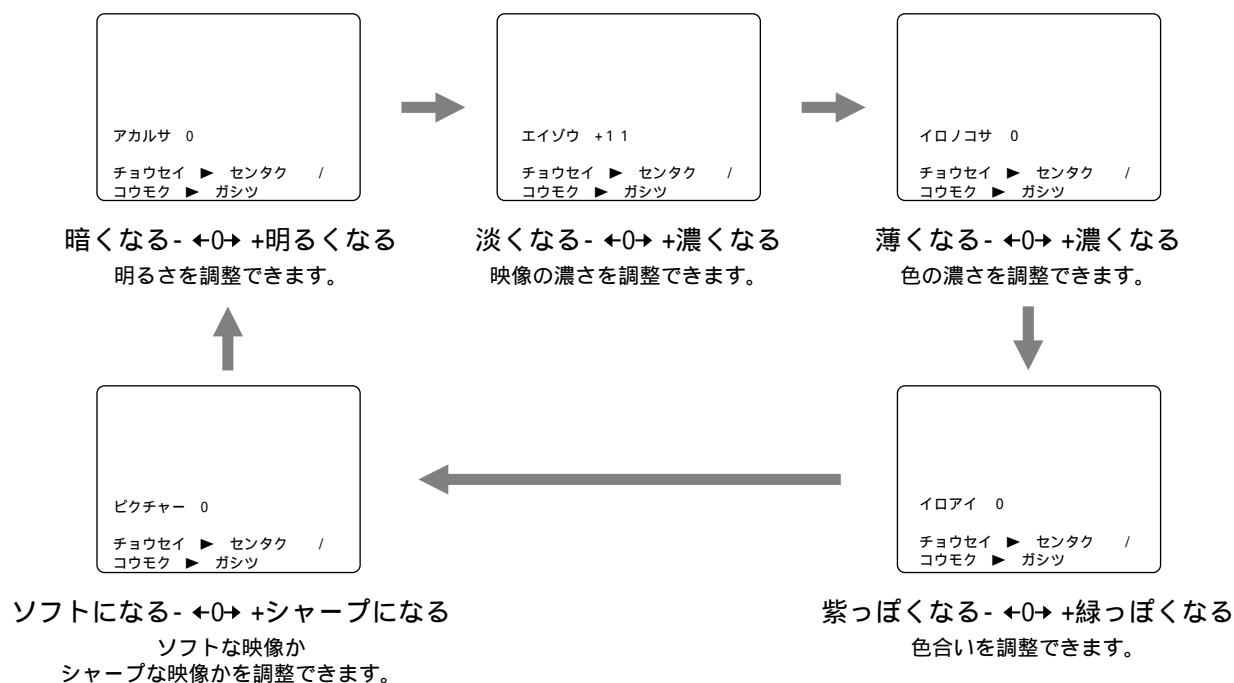 アカルサ 0
チョウセイ ▶ センタク /
コウモク ▶ ガシツ
暗くなる- ←0→ +明るくなる
明るさを調整できます。
エイゾウ +11
チョウセイ ▶ センタク /
コウモク ▶ ガシツ
淡くなる- ←0→ +濃くなる
映像の濃さを調整できます。
イロノコサ 0
チョウセイ ▶ センタク /
コウモク ▶ ガシツ
薄くなる- ←0→ +濃くなる
色の濃さを調整できます。
ピクチャー 0
チョウセイ ▶ センタク /
コウモク ▶ ガシツ
ソフトになる- ←0→ +シャープになる
ソフトな映像か
シャープな映像かを調整できます。
イロアイ 0
チョウセイ ▶ センタク /
コウモク ▶ ガシツ
紫っぽくなる- ←0→ +緑っぽくなる
色合いを調整できます。